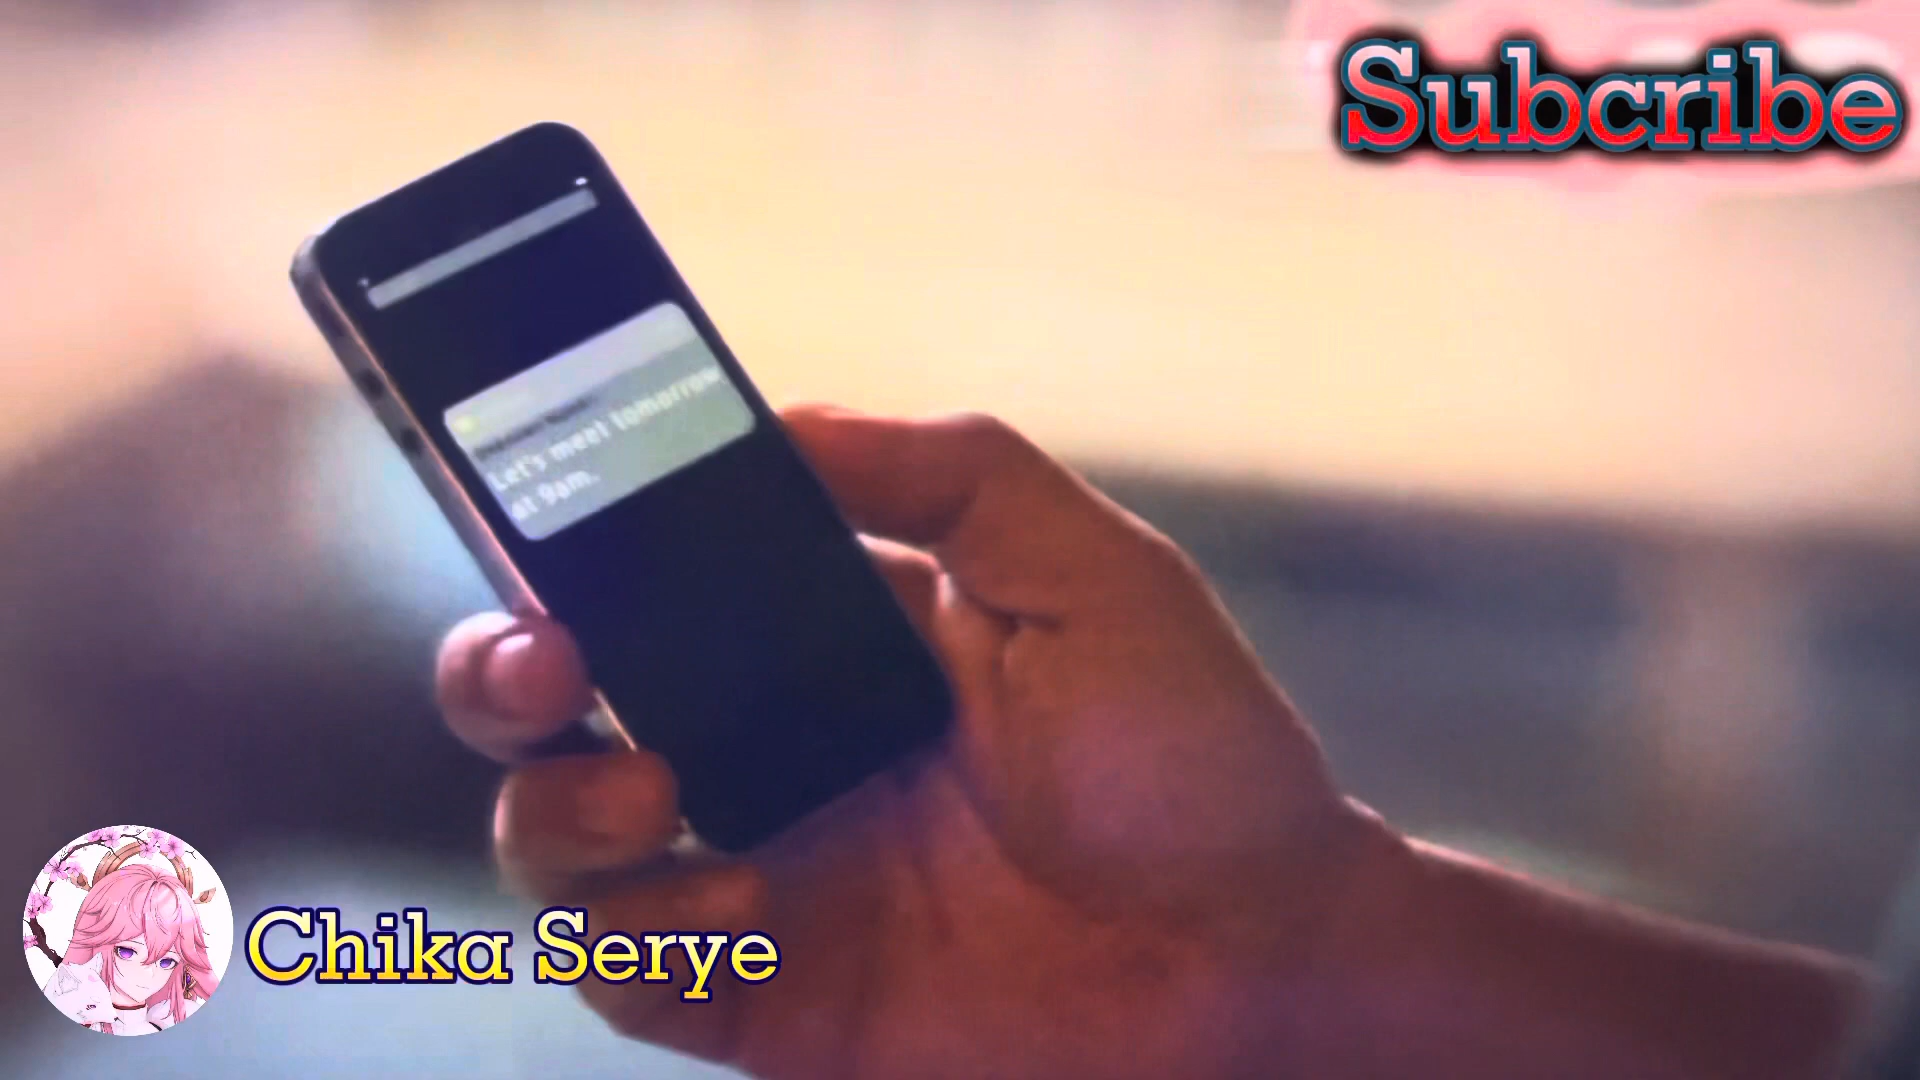 Subcribe
Let's meet tomorrow
at 9am.
Chika Serye